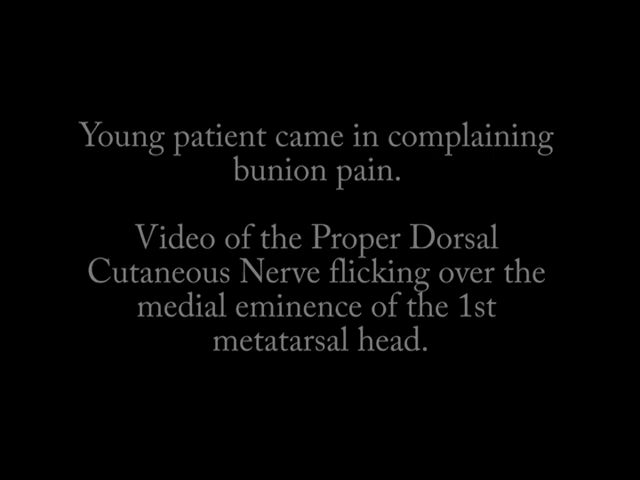 Young patient came in complaining
bunion pain.
Video of the Proper Dorsal
Cutaneous Nerve flicking over the
medial eminence of the 1st
metatarsal head.